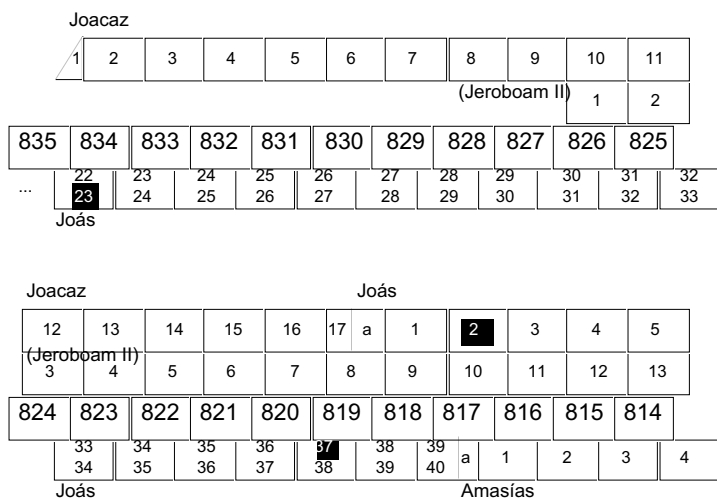 Joacaz
1 2 3 4 5 6 7 8 9 10 11
(Jeroboam II)
1 2
835 834 833 832 831 830 829 828 827 826 825
22 23 24 25 26 27 28 29 30 31 32
... 23 24 25 26 27 28 29 30 31 32 33
Joás
Joacaz Joás
12 13 14 15 16 17 a 1 2 3 4 5
(Jeroboam II)
3 4 5 6 7 8 9 10 11 12 13
824 823 822 821 820 819 818 817 816 815 814
33 34 35 36 37 38 39 a 1 2 3 4
34 35 36 37 38 39 40
Joás Amasías